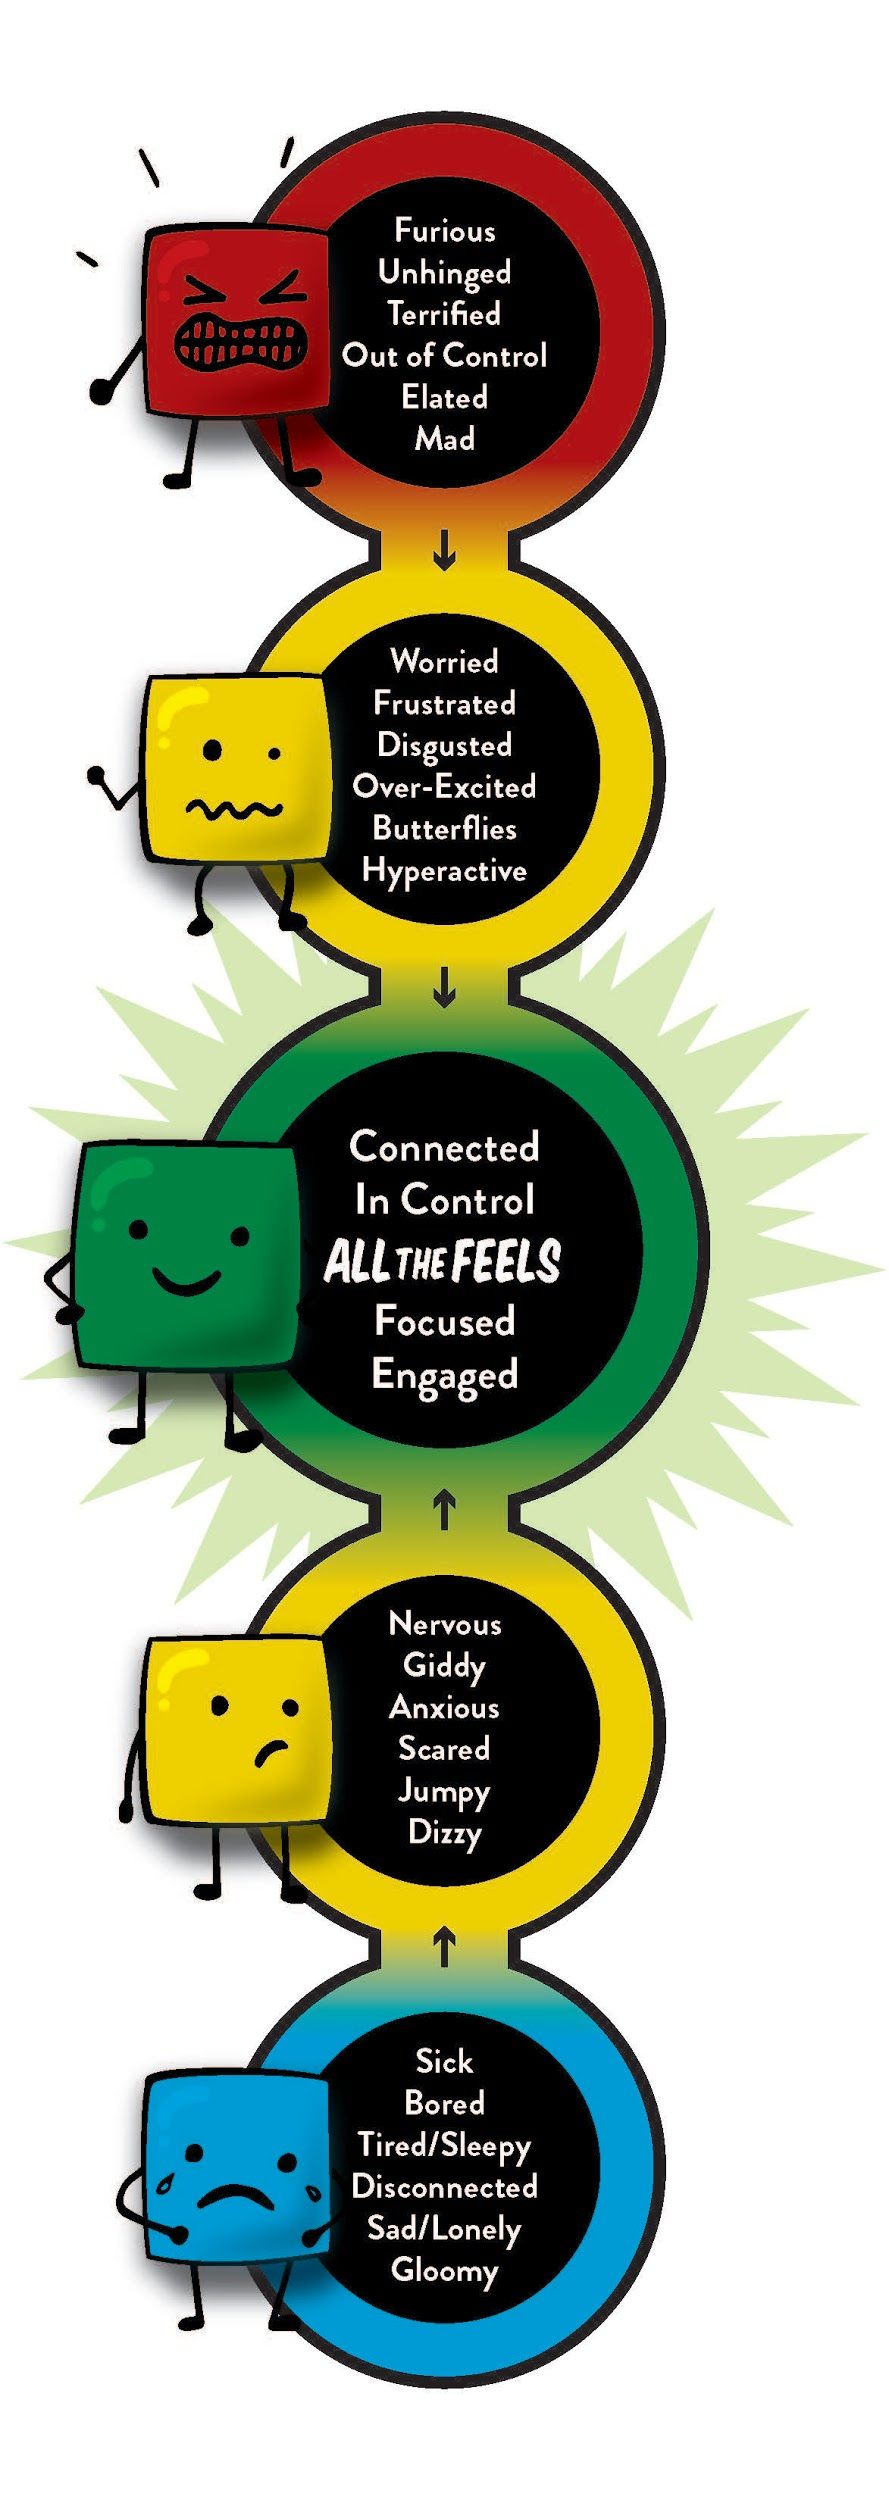 Furious
Unhinged
Terrified
Out of Control
Elated
Mad
Worried
Frustrated
Disgusted
Over-Excited
Butterflies
Hyperactive
Connected
In Control
ALL THE FEELS
Focused
Engaged
Nervous
Giddy
Anxious
Scared
Jumpy
Dizzy
Sick
Bored
Tired/Sleepy
Disconnected
Sad/Lonely
Gloomy